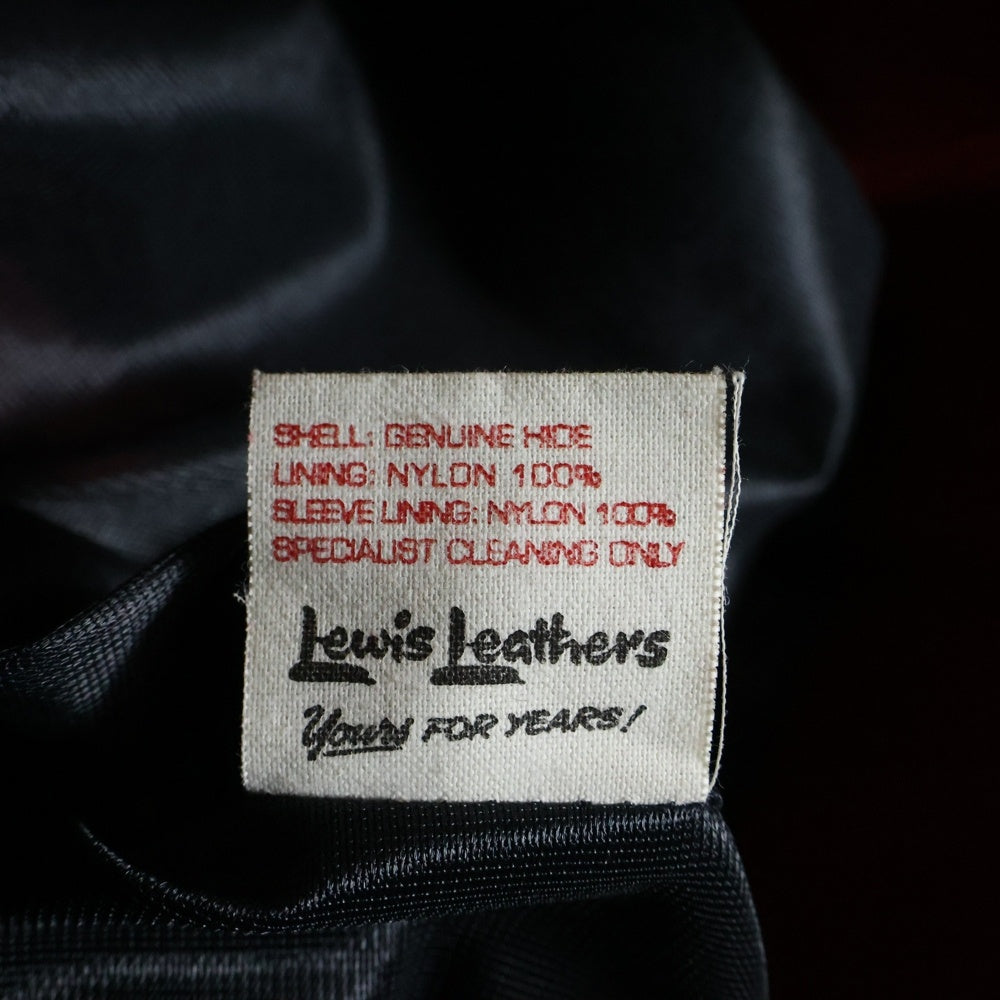 SHELL: GENUINE HIDE
LINING: NYLON 100%
SLEEVE LINING: NYLON 100%
SPECIALIST CLEANING ONLY
Lewis Leathers
Yours FOR YEARS!